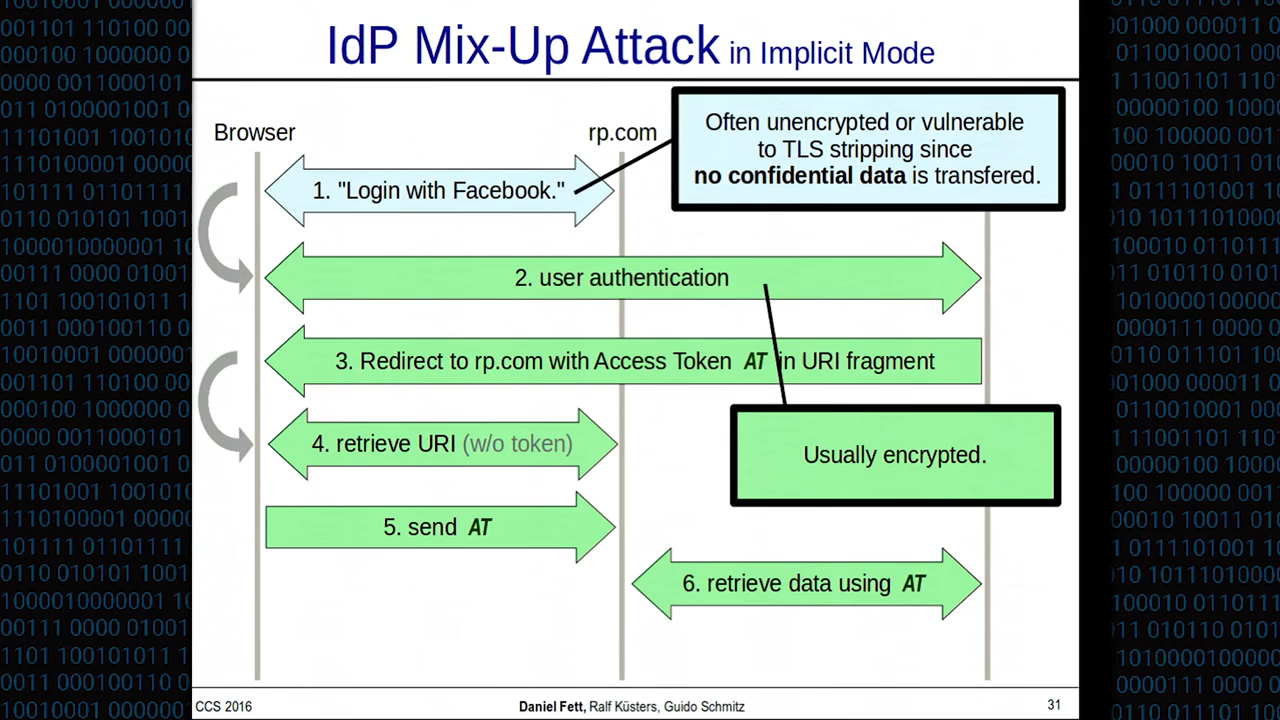 IdP Mix-Up Attack in Implicit Mode
Often unencrypted or vulnerable
to TLS stripping since
no confidential data is transfered.
Browser
rp.com
1. "Login with Facebook."
2. user authentication
3. Redirect to rp.com with Access Token AT in URI fragment
4. retrieve URI (w/o token)
Usually encrypted.
5. send AT
6. retrieve data using AT
CCS 2016
Daniel Fett, Ralf Küsters, Guido Schmitz
31